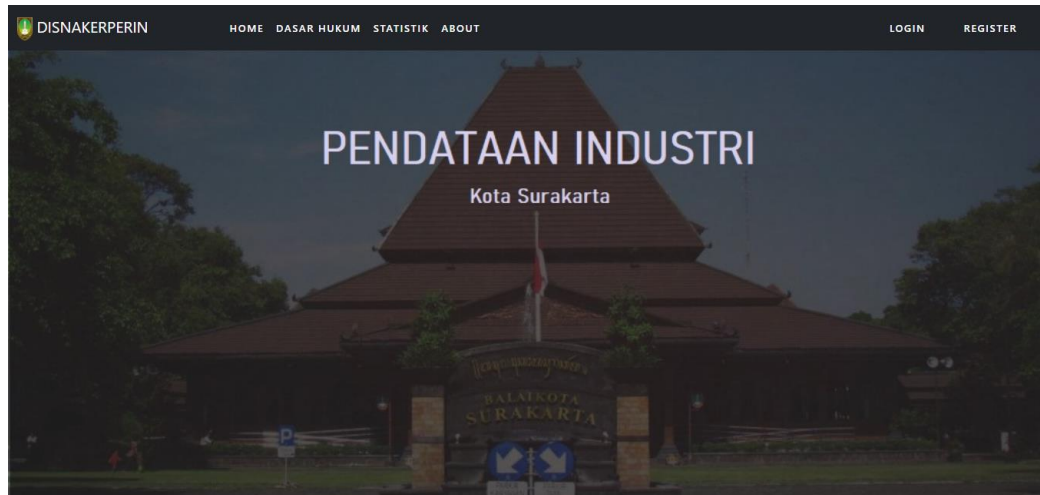 DISNAKERPERIN
HOME DASAR HUKUM STATISTIK ABOUT
LOGIN REGISTER
PENDATAAN INDUSTRI
Kota Surakarta
BALAIKOTA
SURAKARTA
P